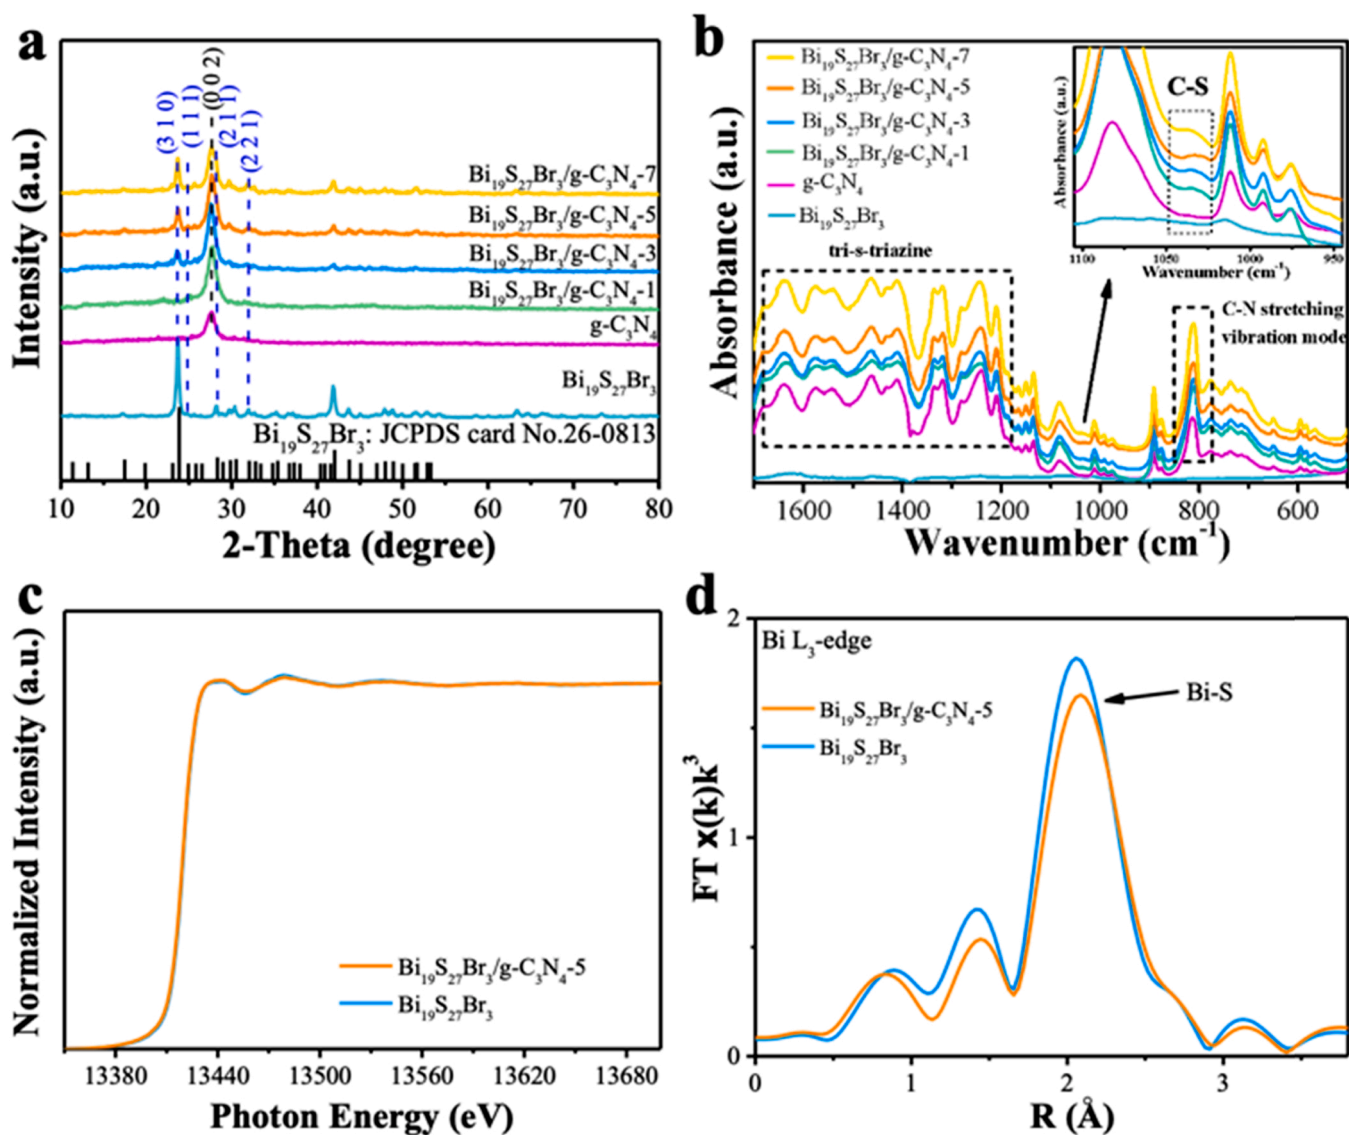 a
Intensity (a.u.)
(3 1 0)
(1 1 1)
(0 0 2)
(2 1 1)
(2 2 1)
Bi₁₉S₂₇Br₃/g-C₃N₄-7
Bi₁₉S₂₇Br₃/g-C₃N₄-5
Bi₁₉S₂₇Br₃/g-C₃N₄-3
Bi₁₉S₂₇Br₃/g-C₃N₄-1
g-C₃N₄
Bi₁₉S₂₇Br₃
Bi₁₉S₂₇Br₃: JCPDS card No.26-0813
10 20 30 40 50 60 70 80
2-Theta (degree)
b
Absorbance (a.u.)
Bi₁₉S₂₇Br₃/g-C₃N₄-7
Bi₁₉S₂₇Br₃/g-C₃N₄-5
Bi₁₉S₂₇Br₃/g-C₃N₄-3
Bi₁₉S₂₇Br₃/g-C₃N₄-1
g-C₃N₄
Bi₁₉S₂₇Br₃
tri-s-triazine
Absorbance (a.u.)
C-S
1100 1050 1000 950
Wavenumber (cm⁻¹)
C-N stretching
vibration mode
1600 1400 1200 1000 800 600
Wavenumber (cm⁻¹)
c
Normalized Intensity (a.u.)
Bi₁₉S₂₇Br₃/g-C₃N₄-5
Bi₁₉S₂₇Br₃
13380 13440 13500 13560 13620 13680
Photon Energy (eV)
d
FT x(k)k³
2
1
0
Bi L₃-edge
Bi₁₉S₂₇Br₃/g-C₃N₄-5
Bi₁₉S₂₇Br₃
Bi-S
0 1 2 3
R (Å)